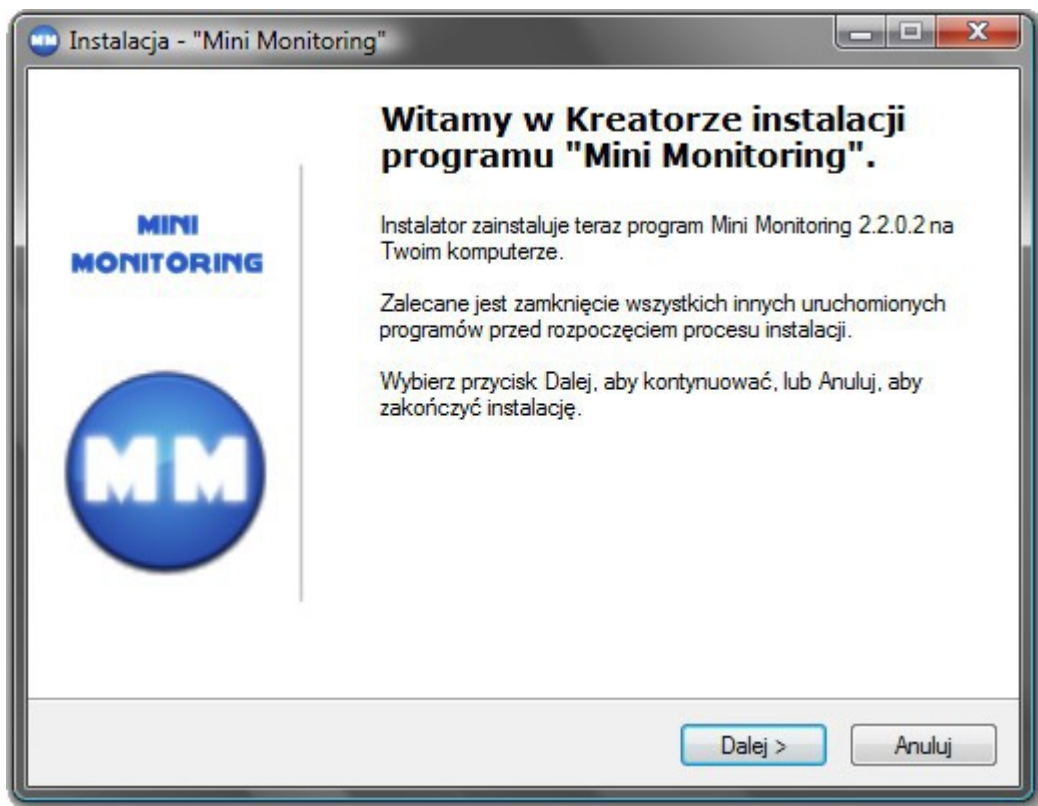 MM Instalacja - "Mini Monitoring"
Witamy w Kreatorze instalacji
programu "Mini Monitoring".
MINI
MONITORING
Instalator zainstaluje teraz program Mini Monitoring 2.2.0.2 na
Twoim komputerze.
Zalecane jest zamknięcie wszystkich innych uruchomionych
programów przed rozpoczęciem procesu instalacji.
Wybierz przycisk Dalej, aby kontynuować, lub Anuluj, aby
zakończyć instalację.
MM
Dalej >
Anuluj